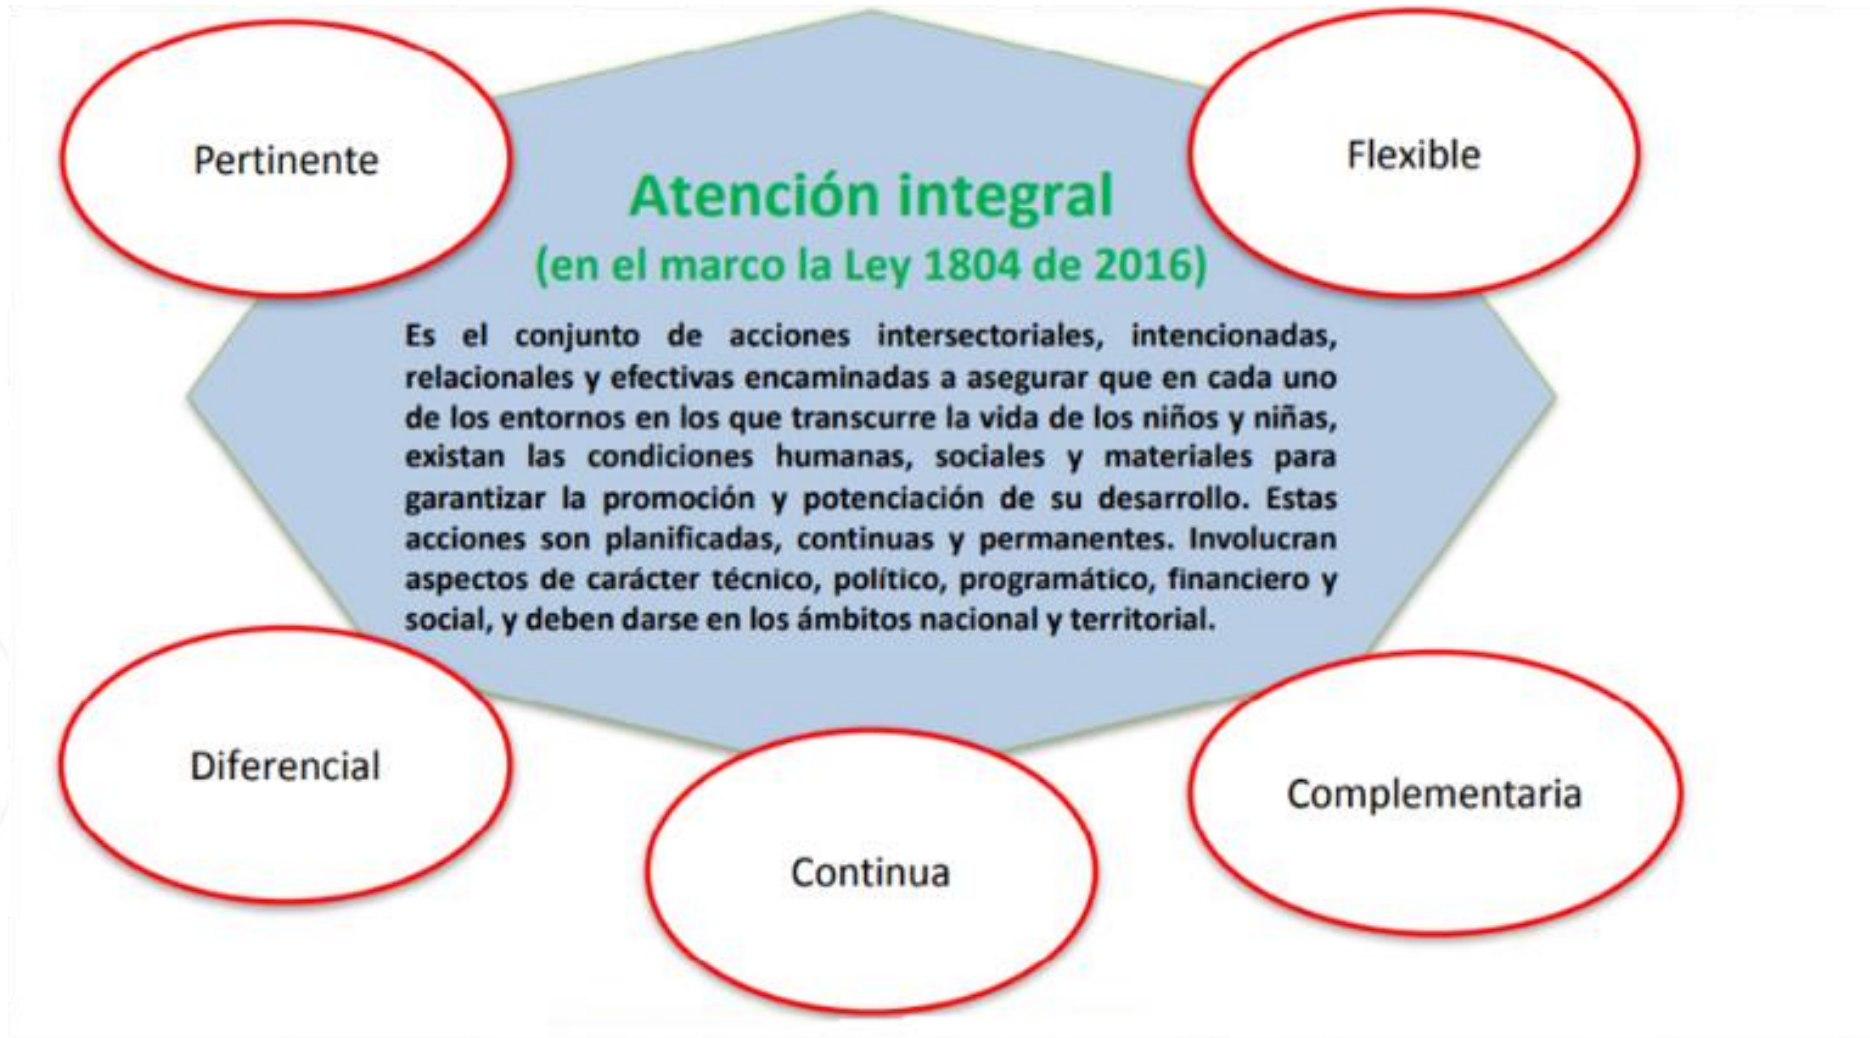 Pertinente
Flexible
Atención integral
(en el marco la Ley 1804 de 2016)
Es el conjunto de acciones intersectoriales, intencionadas,
relacionales y efectivas encaminadas a asegurar que en cada uno
de los entornos en los que transcurre la vida de los niños y niñas,
existan las condiciones humanas, sociales y materiales para
garantizar la promoción y potenciación de su desarrollo. Estas
acciones son planificadas, continuas y permanentes. Involucran
aspectos de carácter técnico, político, programático, financiero y
social, y deben darse en los ámbitos nacional y territorial.
Diferencial
Complementaria
Continua